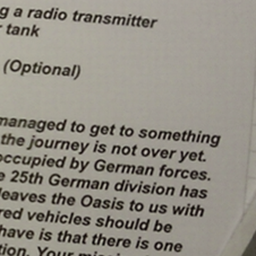 g a radio transmitter
tank
(Optional)
managed to get to something
the journey is not over yet.
occupied by German forces.
25th German division has
leaves the Oasis to us with
red vehicles should be
have is that there is one
tion. Your